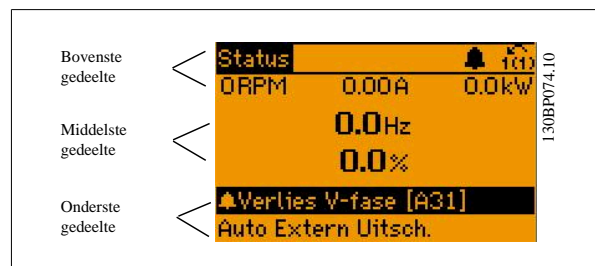 Bovenste
gedeelte
Status
1(1)
0RPM 0.00A 0.0kW
Middelste
gedeelte
0.0Hz
0.0%
Onderste
gedeelte
Verlies V-fase [A31]
Auto Extern Uitsch.
130BP074.10